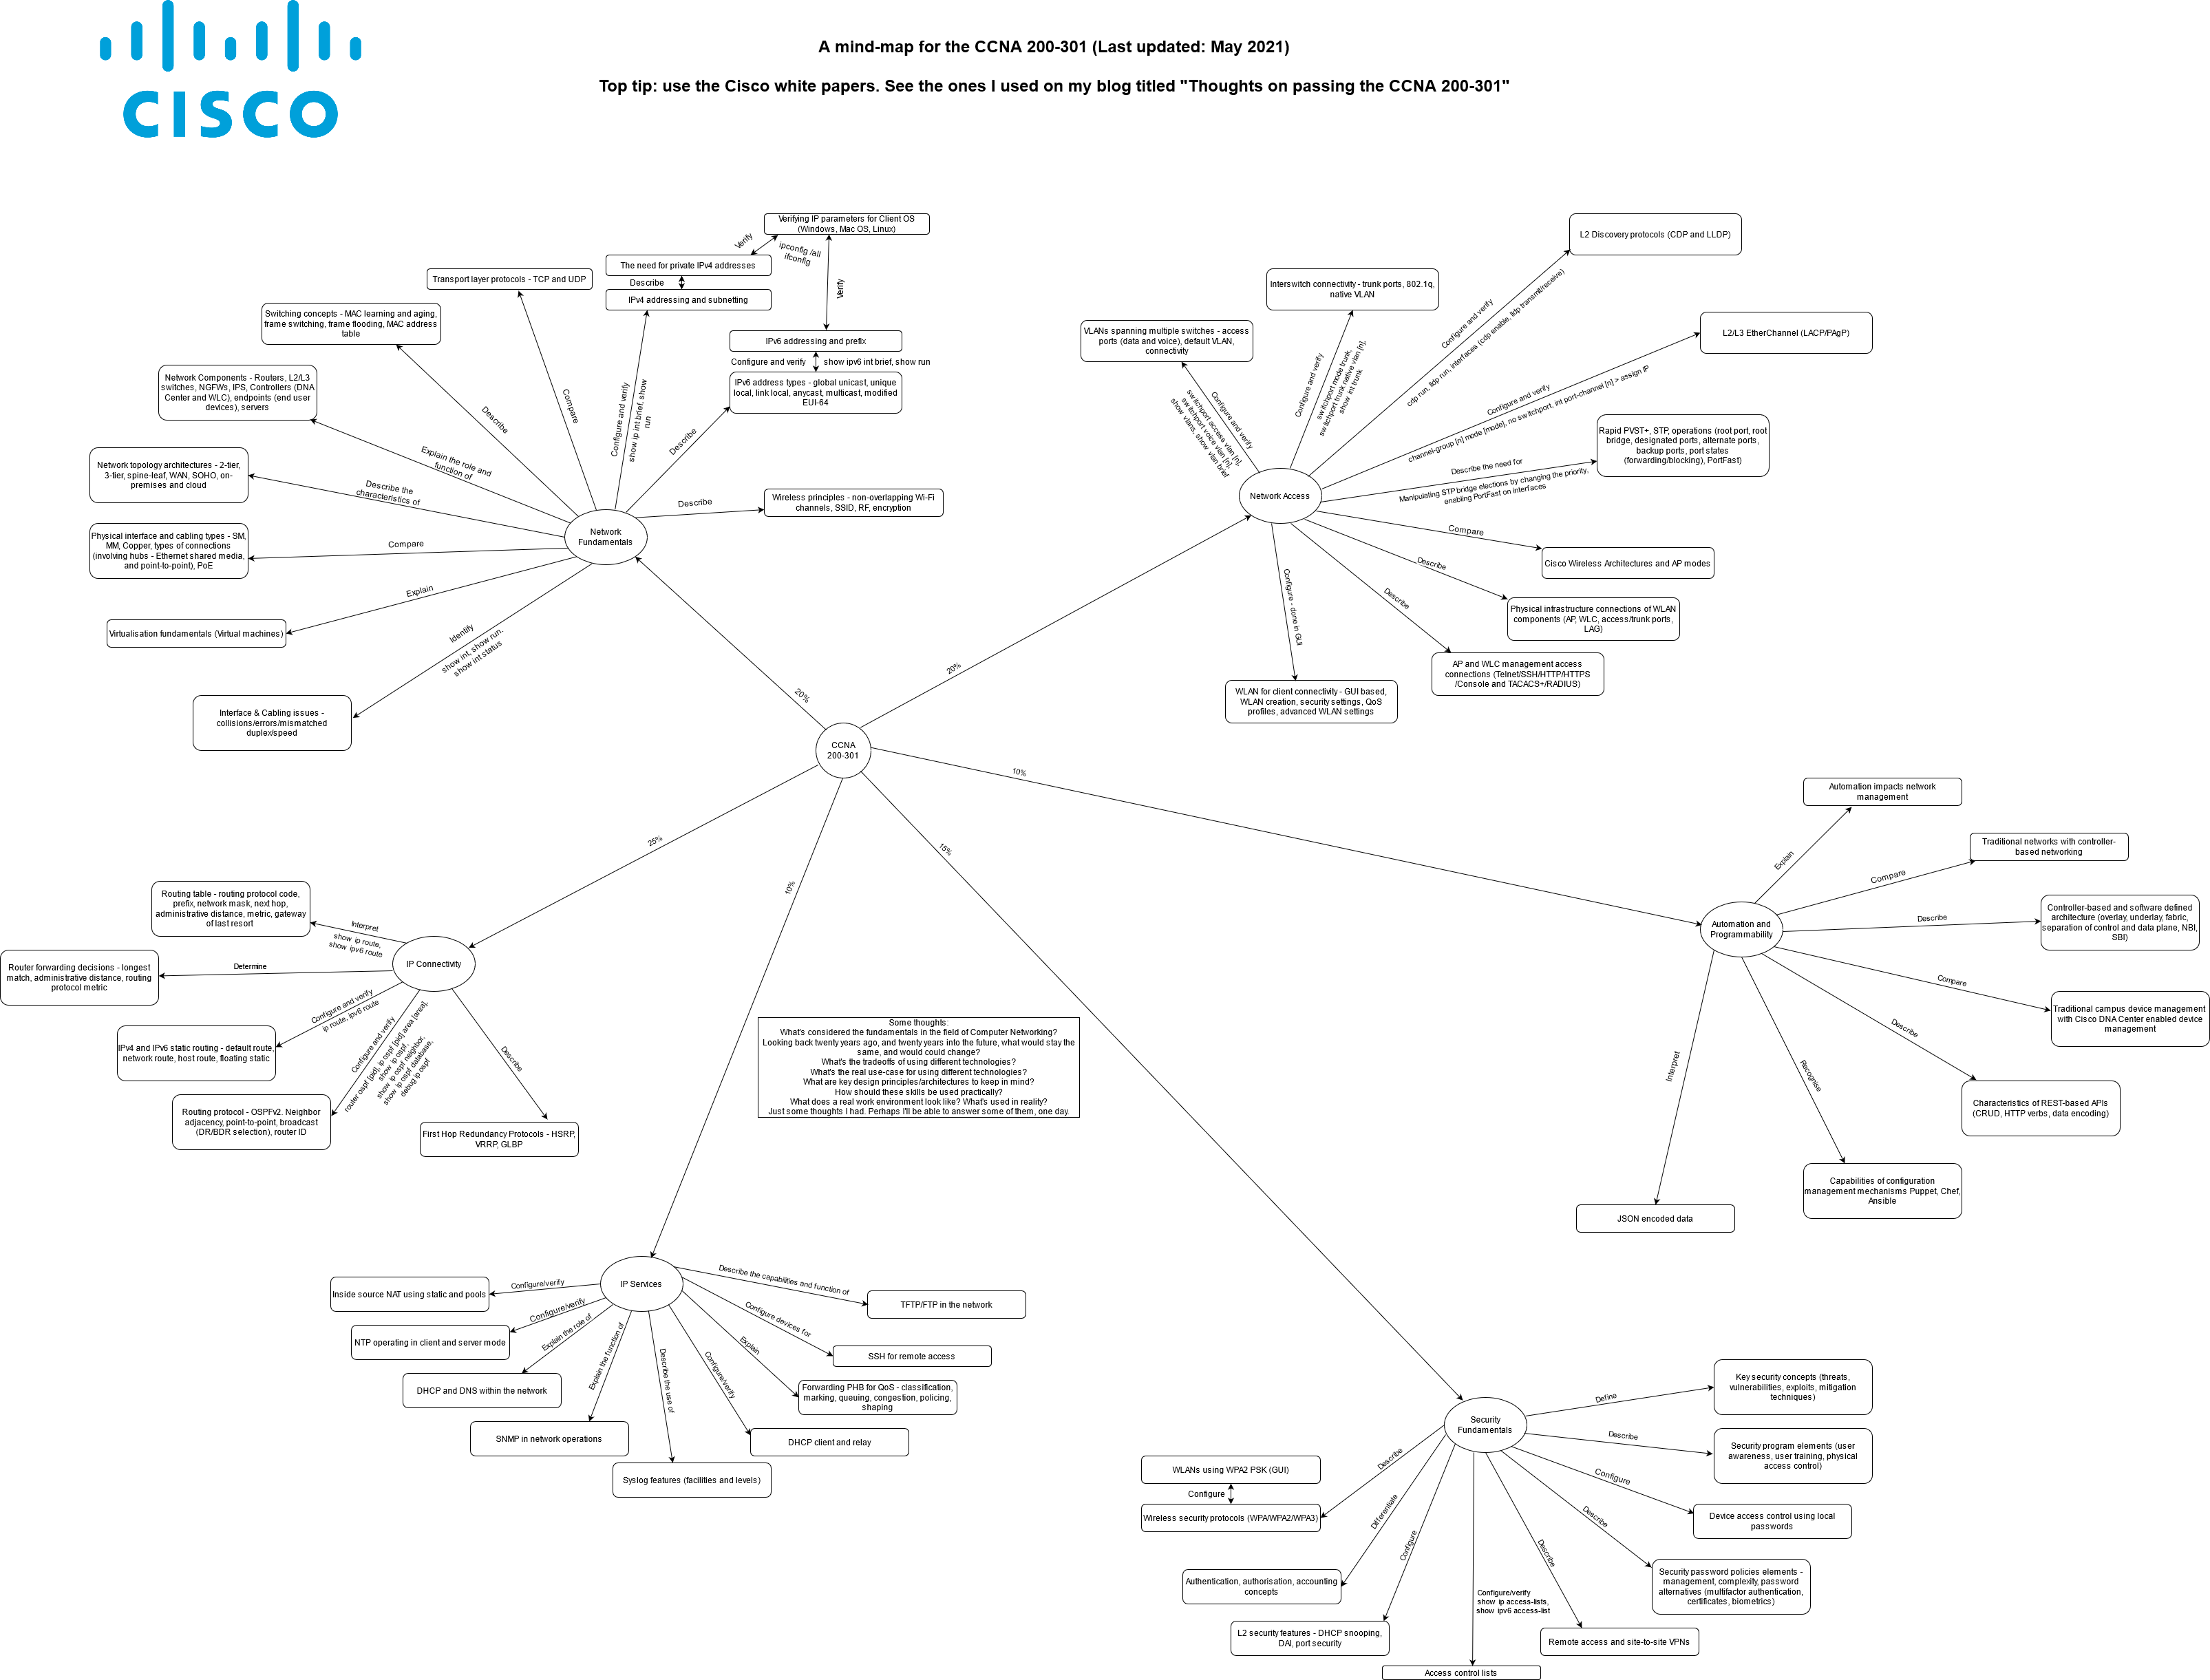 CISCO
A mind-map for the CCNA 200-301 (Last updated: May 2021)
Top tip: use the Cisco white papers. See the ones I used on my blog titled "Thoughts on passing the CCNA 200-301"
Verifying IP parameters for Client OS
(Windows, Mac OS, Linux)
Verify
ipconfig /all
ifconfig
Verify
The need for private IPv4 addresses
Describe
IPv4 addressing and subnetting
Transport layer protocols - TCP and UDP
Switching concepts - MAC learning and aging,
frame switching, frame flooding, MAC address
table
IPv6 addressing and prefix
Configure and verify
show ipv6 int brief, show run
IPv6 address types - global unicast, unique
local, link local, anycast, multicast, modified
EUI-64
Network Components - Routers, L2/L3
switches, NGFWs, IPS, Controllers (DNA
Center and WLC), endpoints (end user
devices), servers
Describe
Compare
Configure and verify
show ip int brief, show
run
Describe
Explain the role and
function of
Network topology architectures - 2-tier,
3-tier, spine-leaf, WAN, SOHO, on-
premises and cloud
Describe the
characteristics of
Describe
Wireless principles - non-overlapping Wi-Fi
channels, SSID, RF, encryption
Network
Fundamentals
Physical interface and cabling types - SM,
MM, Copper, types of connections
(involving hubs - Ethernet shared media,
and point-to-point), PoE
Compare
Explain
Virtualisation fundamentals (Virtual machines)
Identify
show int, show run,
show int status
Interface & Cabling issues -
collisions/errors/mismatched
duplex/speed
20%
L2 Discovery protocols (CDP and LLDP)
Interswitch connectivity - trunk ports, 802.1q,
native VLAN
VLANs spanning multiple switches - access
ports (data and voice), default VLAN,
connectivity
L2/L3 EtherChannel (LACP/PAgP)
Configure and verify
cdp run, lldp run, interfaces (cdp enable, lldp transmit/receive)
Configure and verify
switchport mode trunk,
switchport trunk native vlan [n],
show int trunk
Configure and verify
switchport access vlan [n],
switchport voice vlan [n],
show vlans, show vlan brief
Configure and verify
channel-group [n] mode [mode], no switchport, int port-channel [n] > assign IP
Rapid PVST+, STP, operations (root port, root
bridge, designated ports, alternate ports,
backup ports, port states
(forwarding/blocking), PortFast)
Describe the need for
Manipulating STP bridge elections by changing the priority,
enabling PortFast on interfaces
Network Access
Compare
Cisco Wireless Architectures and AP modes
Describe
Physical infrastructure connections of WLAN
components (AP, WLC, access/trunk ports,
LAG)
Describe
AP and WLC management access
connections (Telnet/SSH/HTTP/HTTPS
/Console and TACACS+/RADIUS)
Configure - done in GUI
WLAN for client connectivity - GUI based,
WLAN creation, security settings, QoS
profiles, advanced WLAN settings
20%
CCNA
200-301
10%
25%
10%
15%
Automation impacts network
management
Explain
Traditional networks with controller-
based networking
Compare
Controller-based and software defined
architecture (overlay, underlay, fabric,
separation of control and data plane, NBI,
SBI)
Describe
Automation and
Programmability
Compare
Traditional campus device management
with Cisco DNA Center enabled device
management
Describe
Characteristics of REST-based APIs
(CRUD, HTTP verbs, data encoding)
Recognise
Capabilities of configuration
management mechanisms Puppet, Chef,
Ansible
Interpret
JSON encoded data
Routing table - routing protocol code,
prefix, network mask, next hop,
administrative distance, metric, gateway
of last resort
Interpret
show ip route,
show ipv6 route
IP Connectivity
Router forwarding decisions - longest
match, administrative distance, routing
protocol metric
Determine
Configure and verify
ip route, ipv6 route
IPv4 and IPv6 static routing - default route,
network route, host route, floating static
Configure and verify
router ospf [pid], ip ospf [pid] area [area],
show ip ospf,
show ip ospf neighbor,
show ip ospf database,
debug ip ospf
Routing protocol - OSPFv2. Neighbor
adjacency, point-to-point, broadcast
(DR/BDR selection), router ID
Describe
First Hop Redundancy Protocols - HSRP,
VRRP, GLBP
Some thoughts:
What's considered the fundamentals in the field of Computer Networking?
Looking back twenty years ago, and twenty years into the future, what would stay the
same, and would could change?
What's the tradeoffs of using different technologies?
What's the real use-case for using different technologies?
What are key design principles/architectures to keep in mind?
How should these skills be used practically?
What does a real work environment look like? What's used in reality?
Just some thoughts I had. Perhaps I'll be able to answer some of them, one day.
IP Services
Configure/verify
Inside source NAT using static and pools
Configure/verify
NTP operating in client and server mode
Explain the role of
DHCP and DNS within the network
Explain the function of
SNMP in network operations
Describe the use of
Syslog features (facilities and levels)
Configure/verify
DHCP client and relay
Explain
Forwarding PHB for QoS - classification,
marking, queuing, congestion, policing,
shaping
Configure devices for
SSH for remote access
Describe the capabilities and function of
TFTP/FTP in the network
Security
Fundamentals
Define
Key security concepts (threats,
vulnerabilities, exploits, mitigation
techniques)
Describe
Security program elements (user
awareness, user training, physical
access control)
Configure
Device access control using local
passwords
Describe
Security password policies elements -
management, complexity, password
alternatives (multifactor authentication,
certificates, biometrics)
Describe
Remote access and site-to-site VPNs
Configure/verify
show ip access-lists,
show ipv6 access-list
Access control lists
Configure
L2 security features - DHCP snooping,
DAI, port security
Differentiate
Authentication, authorisation, accounting
concepts
Describe
Wireless security protocols (WPA/WPA2/WPA3)
Configure
WLANs using WPA2 PSK (GUI)